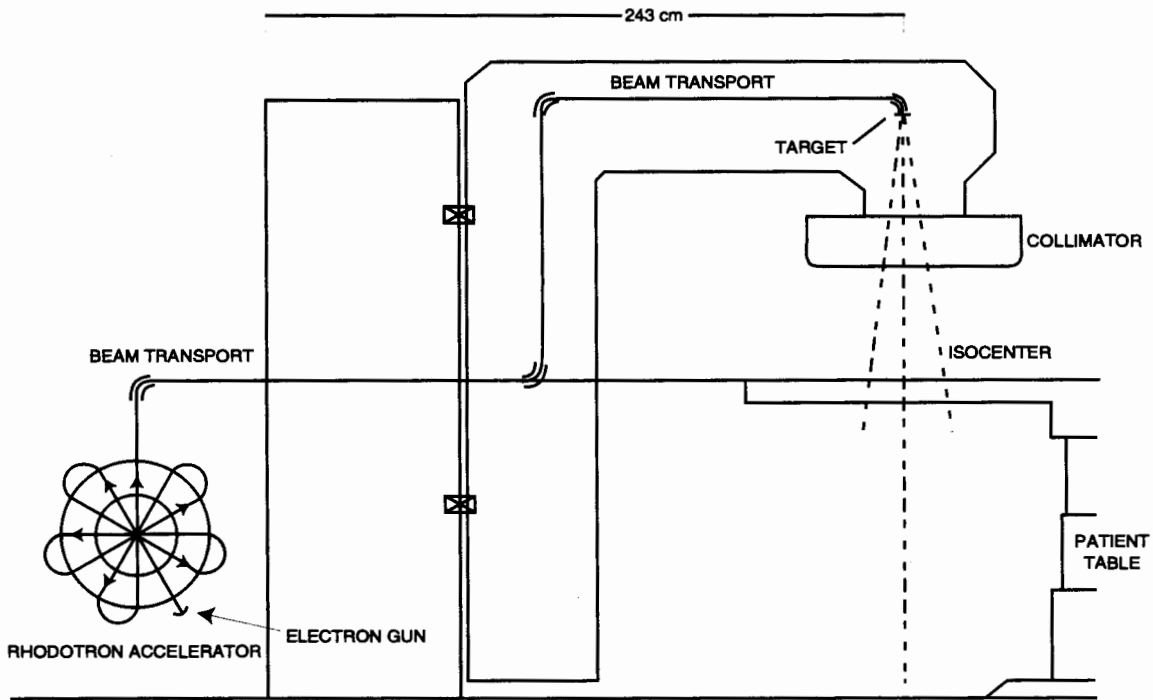 243 cm
BEAM TRANSPORT
TARGET
COLLIMATOR
BEAM TRANSPORT
ISOCENTER
PATIENT
TABLE
ELECTRON GUN
RHODOTRON ACCELERATOR